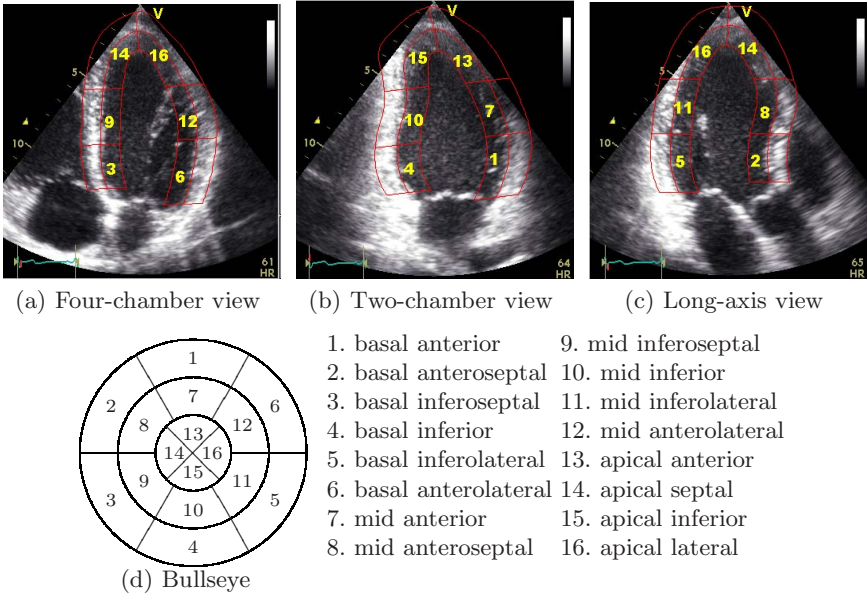 V
14 16
5
9 12
10
3 6
61
HR
V
15 13
5
7
10
10
1
4
64
HR
V
16 14
5
11 8
10
5 2
65
HR
(a) Four-chamber view
(b) Two-chamber view
(c) Long-axis view
1
2 6
7
8 12
13
14 16
15
9 11
3 5
10
4
(d) Bullseye
1. basal anterior
2. basal anteroseptal
3. basal inferoseptal
4. basal inferior
5. basal inferolateral
6. basal anterolateral
7. mid anterior
8. mid anteroseptal
9. mid inferoseptal
10. mid inferior
11. mid inferolateral
12. mid anterolateral
13. apical anterior
14. apical septal
15. apical inferior
16. apical lateral